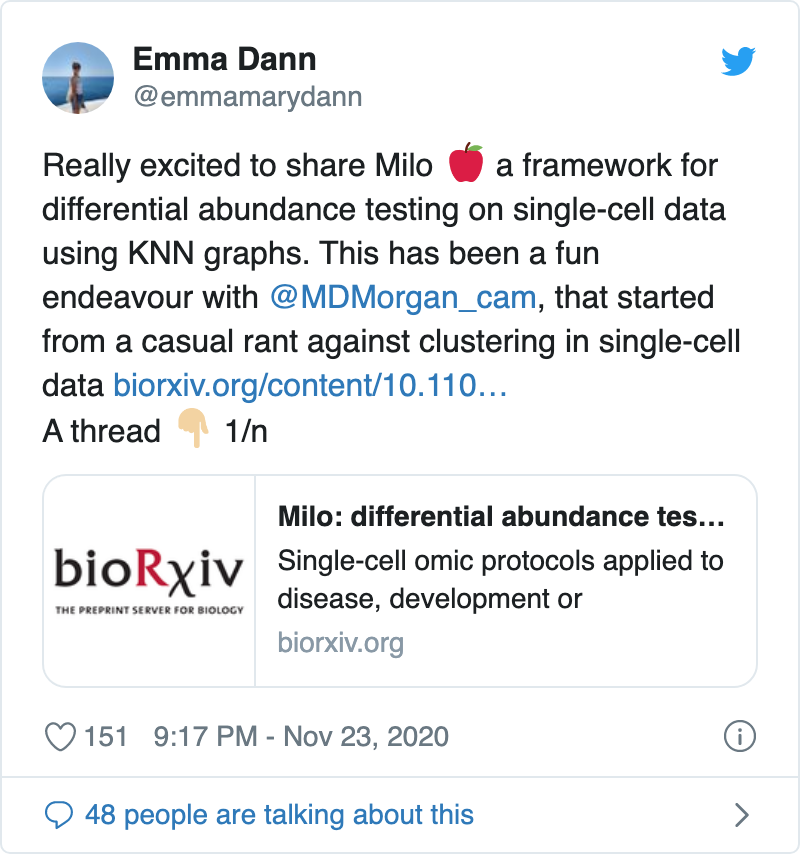 Emma Dann
@emmamarydann
Really excited to share Milo 🍎 a framework for
differential abundance testing on single-cell data
using KNN graphs. This has been a fun
endeavour with @MDMorgan_cam, that started
from a casual rant against clustering in single-cell
data biorxiv.org/content/10.110…
A thread 👇🏼 1/n
bioRχiv
THE PREPRINT SERVER FOR BIOLOGY
Milo: differential abundance tes…
Single-cell omic protocols applied to
disease, development or
biorxiv.org
151 9:17 PM - Nov 23, 2020
48 people are talking about this